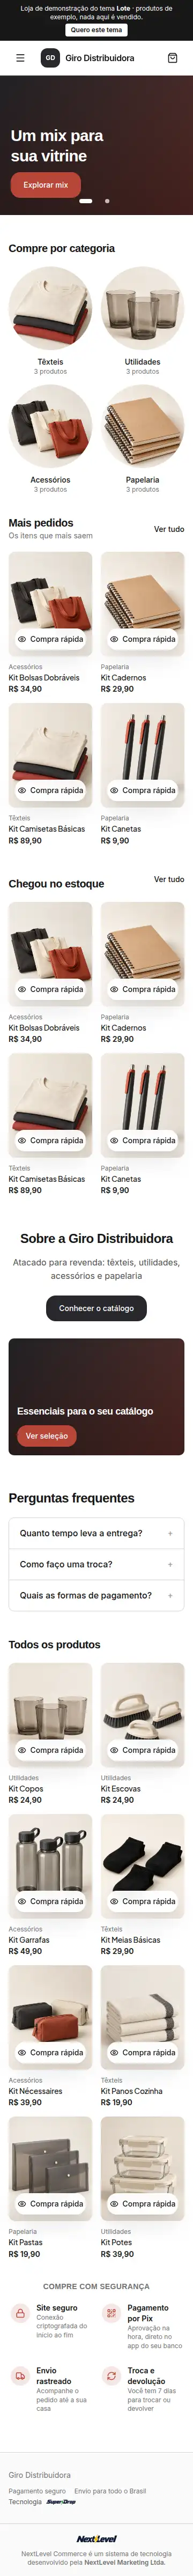 Loja de demonstração do tema Lote · produtos de
exemplo, nada aqui é vendido.
Quero este tema
GD
Giro Distribuidora
Um mix para
sua vitrine
Explorar mix
Compre por categoria
Têxteis
3 produtos
Utilidades
3 produtos
Acessórios
3 produtos
Papelaria
3 produtos
Mais pedidos
Os itens que mais saem
Ver tudo
Compra rápida
Compra rápida
Acessórios
Kit Bolsas Dobráveis
R$ 34,90
Papelaria
Kit Cadernos
R$ 29,90
Compra rápida
Compra rápida
Têxteis
Kit Camisetas Básicas
R$ 89,90
Papelaria
Kit Canetas
R$ 9,90
Chegou no estoque
Ver tudo
Compra rápida
Compra rápida
Acessórios
Kit Bolsas Dobráveis
R$ 34,90
Papelaria
Kit Cadernos
R$ 29,90
Compra rápida
Compra rápida
Têxteis
Kit Camisetas Básicas
R$ 89,90
Papelaria
Kit Canetas
R$ 9,90
Sobre a Giro Distribuidora
Atacado para revenda: têxteis, utilidades,
acessórios e papelaria
Conhecer o catálogo
Essenciais para o seu catálogo
Ver seleção
Perguntas frequentes
Quanto tempo leva a entrega? +
Como faço uma troca? +
Quais as formas de pagamento? +
Todos os produtos
Compra rápida
Compra rápida
Utilidades
Kit Copos
R$ 24,90
Utilidades
Kit Escovas
R$ 24,90
Compra rápida
Compra rápida
Acessórios
Kit Garrafas
R$ 49,90
Têxteis
Kit Meias Básicas
R$ 29,90
Compra rápida
Compra rápida
Acessórios
Kit Nécessaires
R$ 39,90
Têxteis
Kit Panos Cozinha
R$ 19,90
Compra rápida
Compra rápida
Papelaria
Kit Pastas
R$ 19,90
Utilidades
Kit Potes
R$ 39,90
COMPRE COM SEGURANÇA
Site seguro
Conexão
criptografada do
início ao fim
Pagamento
por Pix
Aprovação na
hora, direto no
app do seu banco
Envio
rastreado
Acompanhe o
pedido até a sua
casa
Troca e
devolução
Você tem 7 dias
para trocar ou
devolver
Giro Distribuidora
Pagamento seguro Envio para todo o Brasil
Tecnologia SuperDrop
NextLevel
NextLevel Commerce é um sistema de tecnologia
desenvolvido pela NextLevel Marketing Ltda.